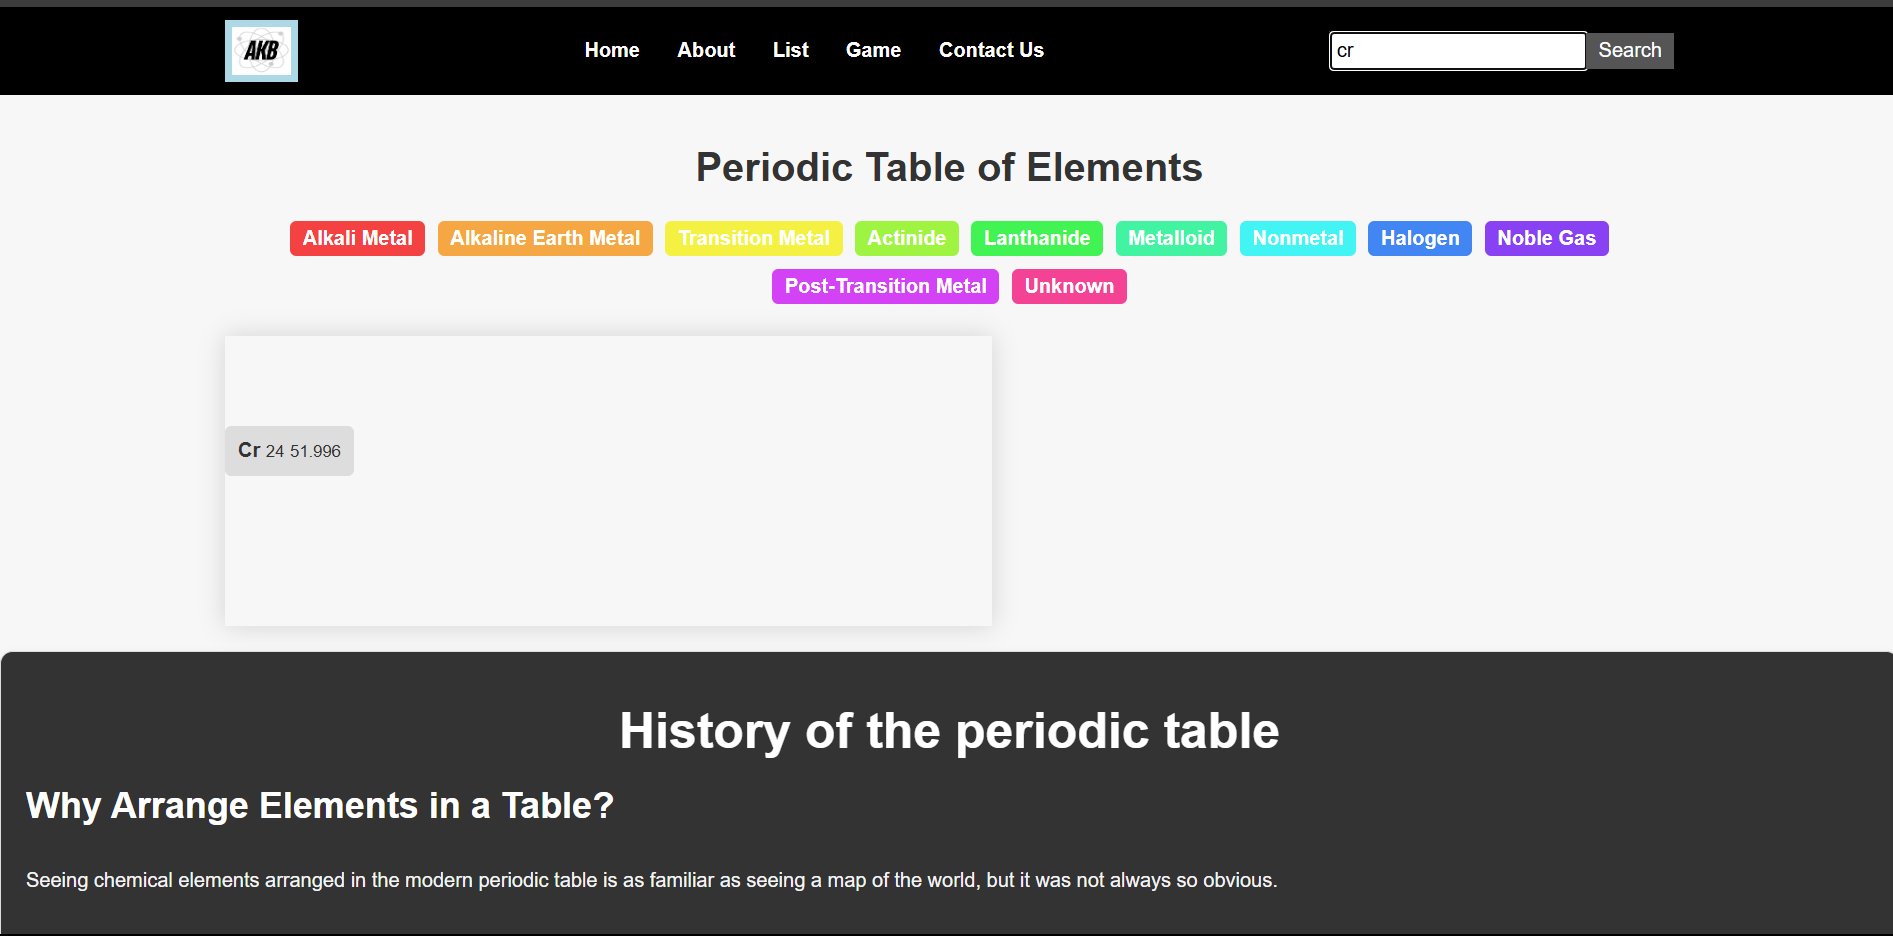 AKB Home About List Game Contact Us cr Search
Periodic Table of Elements
Alkali Metal Alkaline Earth Metal Transition Metal Actinide Lanthanide Metalloid Nonmetal Halogen Noble Gas
Post-Transition Metal Unknown
Cr 24 51.996
History of the periodic table
Why Arrange Elements in a Table?
Seeing chemical elements arranged in the modern periodic table is as familiar as seeing a map of the world, but it was not always so obvious.